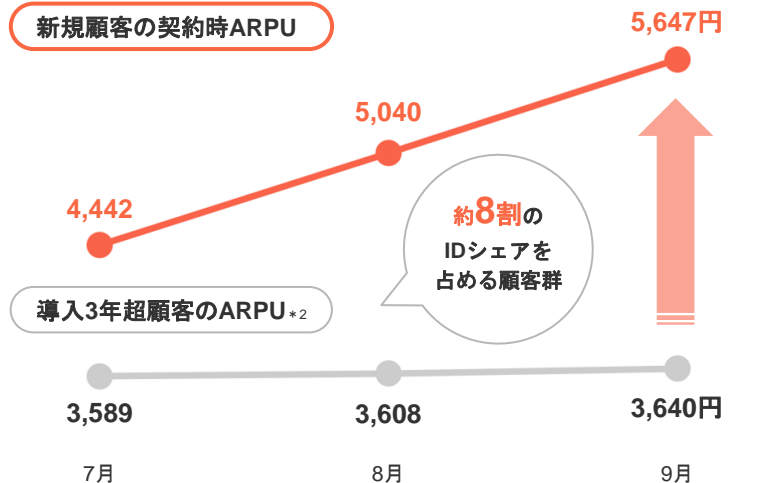 新規顧客の契約時ARPU
5,647円
5,040
4,442
約8割の
IDシェアを
占める顧客群
導入3年超顧客のARPU＊2
3,589
3,608
3,640円
7月
8月
9月